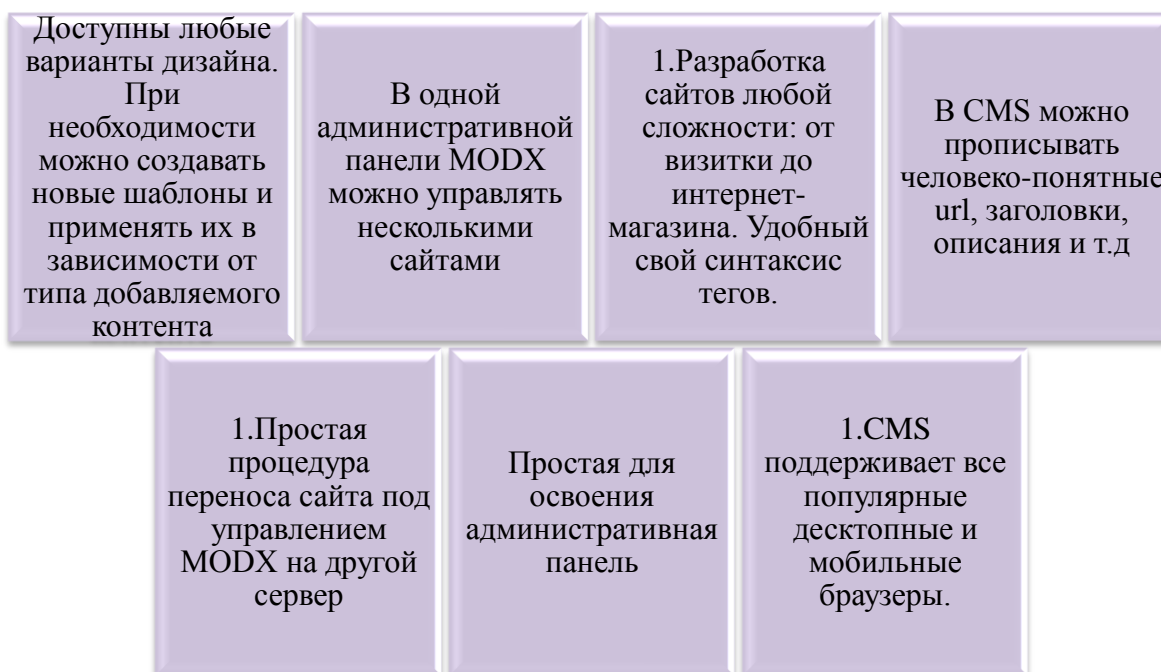 Доступны любые
варианты дизайна.
При
необходимости
можно создавать
новые шаблоны и
применять их в
зависимости от
типа добавляемого
контента
В одной
административной
панели MODX
можно управлять
несколькими
сайтами
1.Разработка
сайтов любой
сложности: от
визитки до
интернет-
магазина. Удобный
свой синтаксис
тегов.
В CMS можно
прописывать
человеко-понятные
url, заголовки,
описания и т.д
1.Простая
процедура
переноса сайта под
управлением
MODX на другой
сервер
Простая для
освоения
административная
панель
1.CMS
поддерживает все
популярные
десктопные и
мобильные
браузеры.